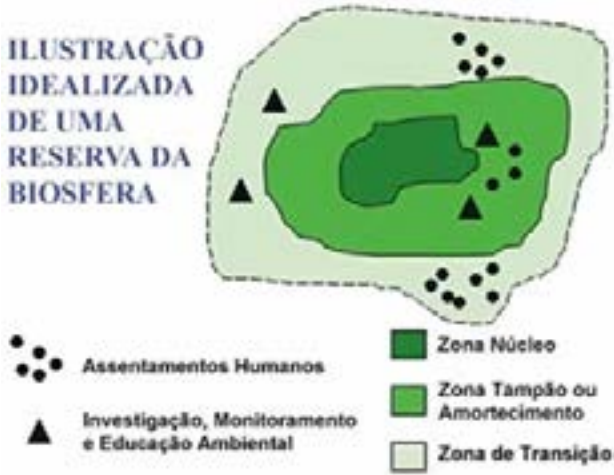 ILUSTRAÇÃO
IDEALIZADA
DE UMA
RESERVA DA
BIOSFERA
Assentamentos Humanos
Investigação, Monitoramento
e Educação Ambiental
Zona Núcleo
Zona Tampão ou
Amortecimento
Zona de Transição